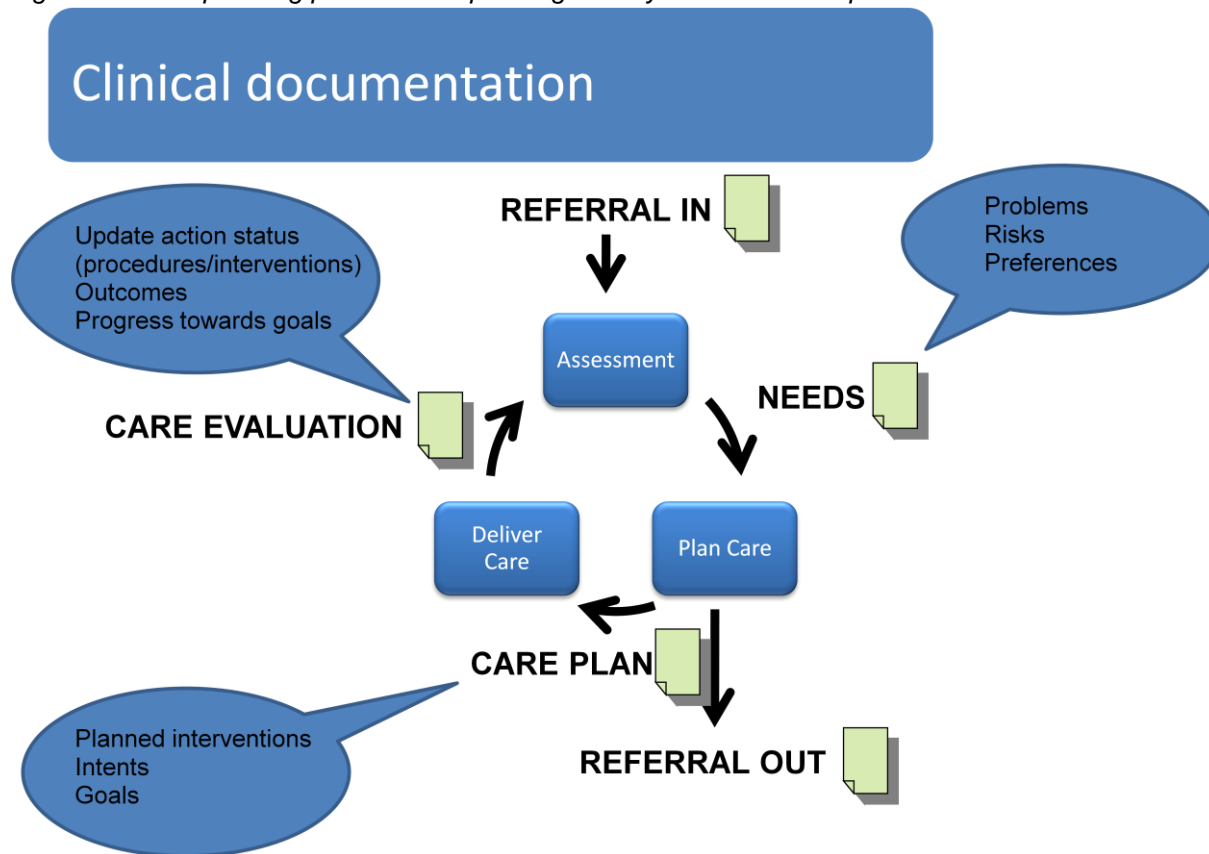 Clinical documentation
REFERRAL IN
Update action status
(procedures/interventions)
Outcomes
Progress towards goals
Problems
Risks
Preferences
Assessment
NEEDS
CARE EVALUATION
Deliver
Care
Plan Care
CARE PLAN
Planned interventions
Intents
Goals
REFERRAL OUT